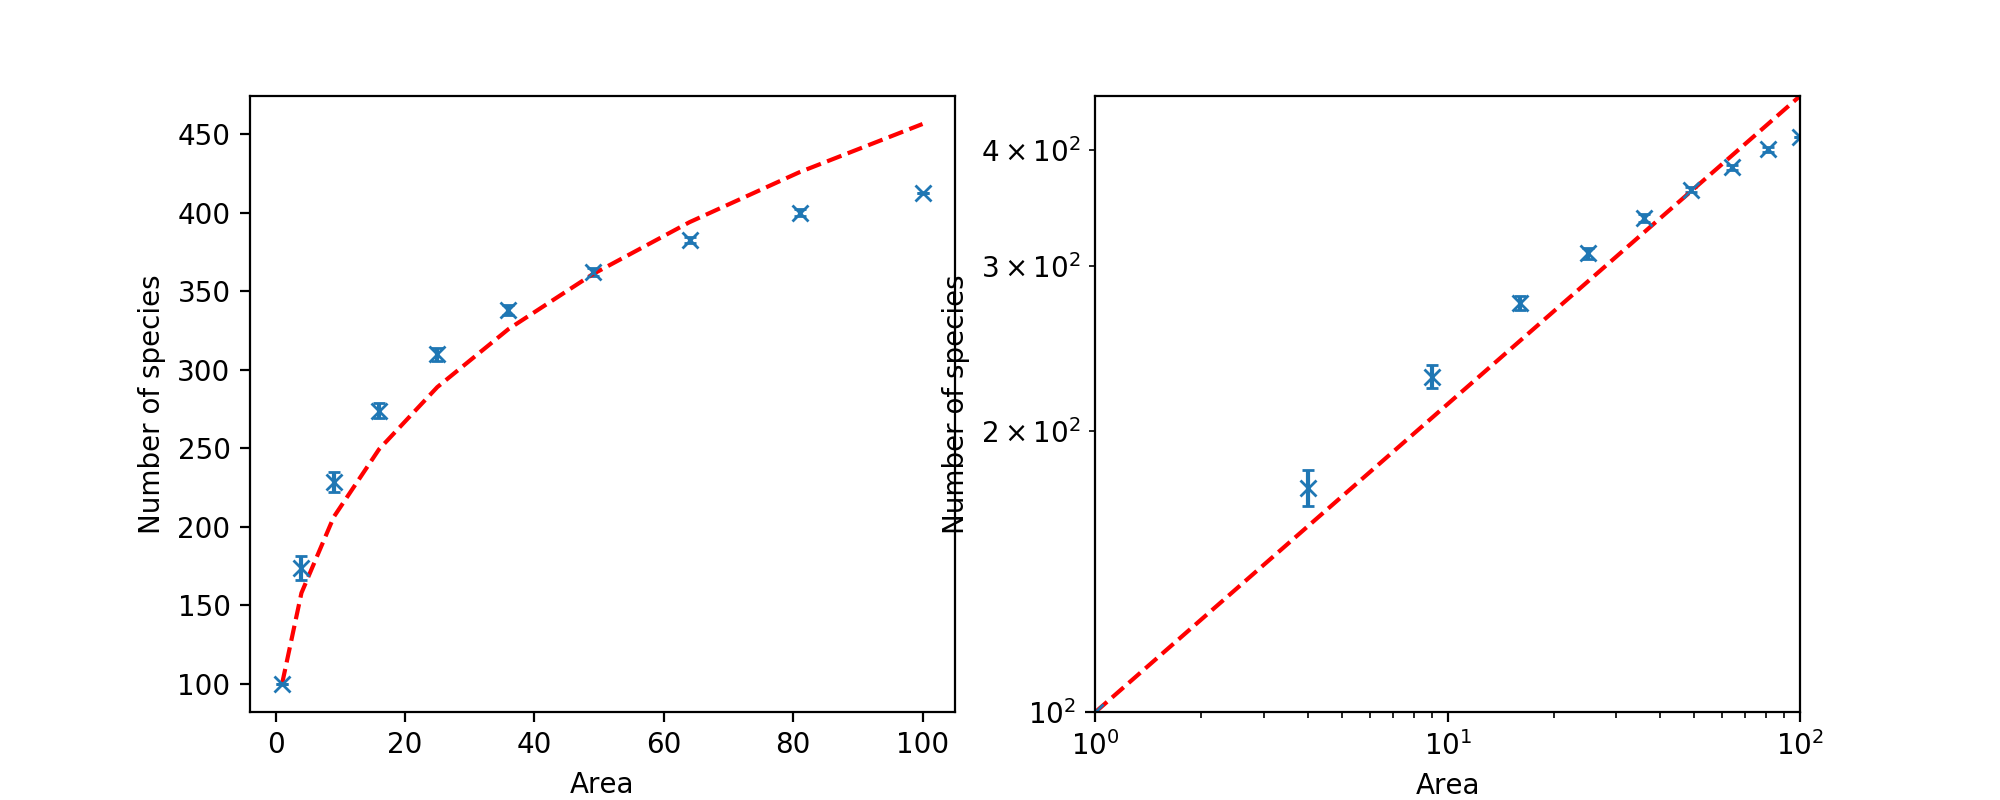 450
400
350
300
250
200
150
100
Number of species
0 20 40 60 80 100
Area
4 × 10²
3 × 10²
2 × 10²
10²
Number of species
10⁰ 10¹ 10²
Area